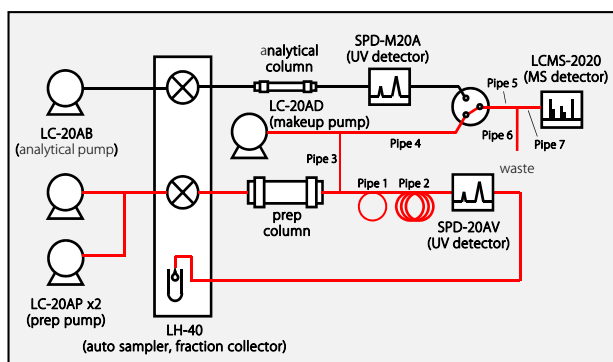 SPD-M20A
(UV detector)
analytical
column
LCMS-2020
(MS detector)
Pipe 5
LC-20AD
(makeup pump)
LC-20AB
(analytical pump)
Pipe 4
Pipe 6
Pipe 7
Pipe 3
waste
Pipe 1
Pipe 2
prep
column
SPD-20AV
(UV detector)
LC-20AP x2
(prep pump)
LH-40
(auto sampler, fraction collector)